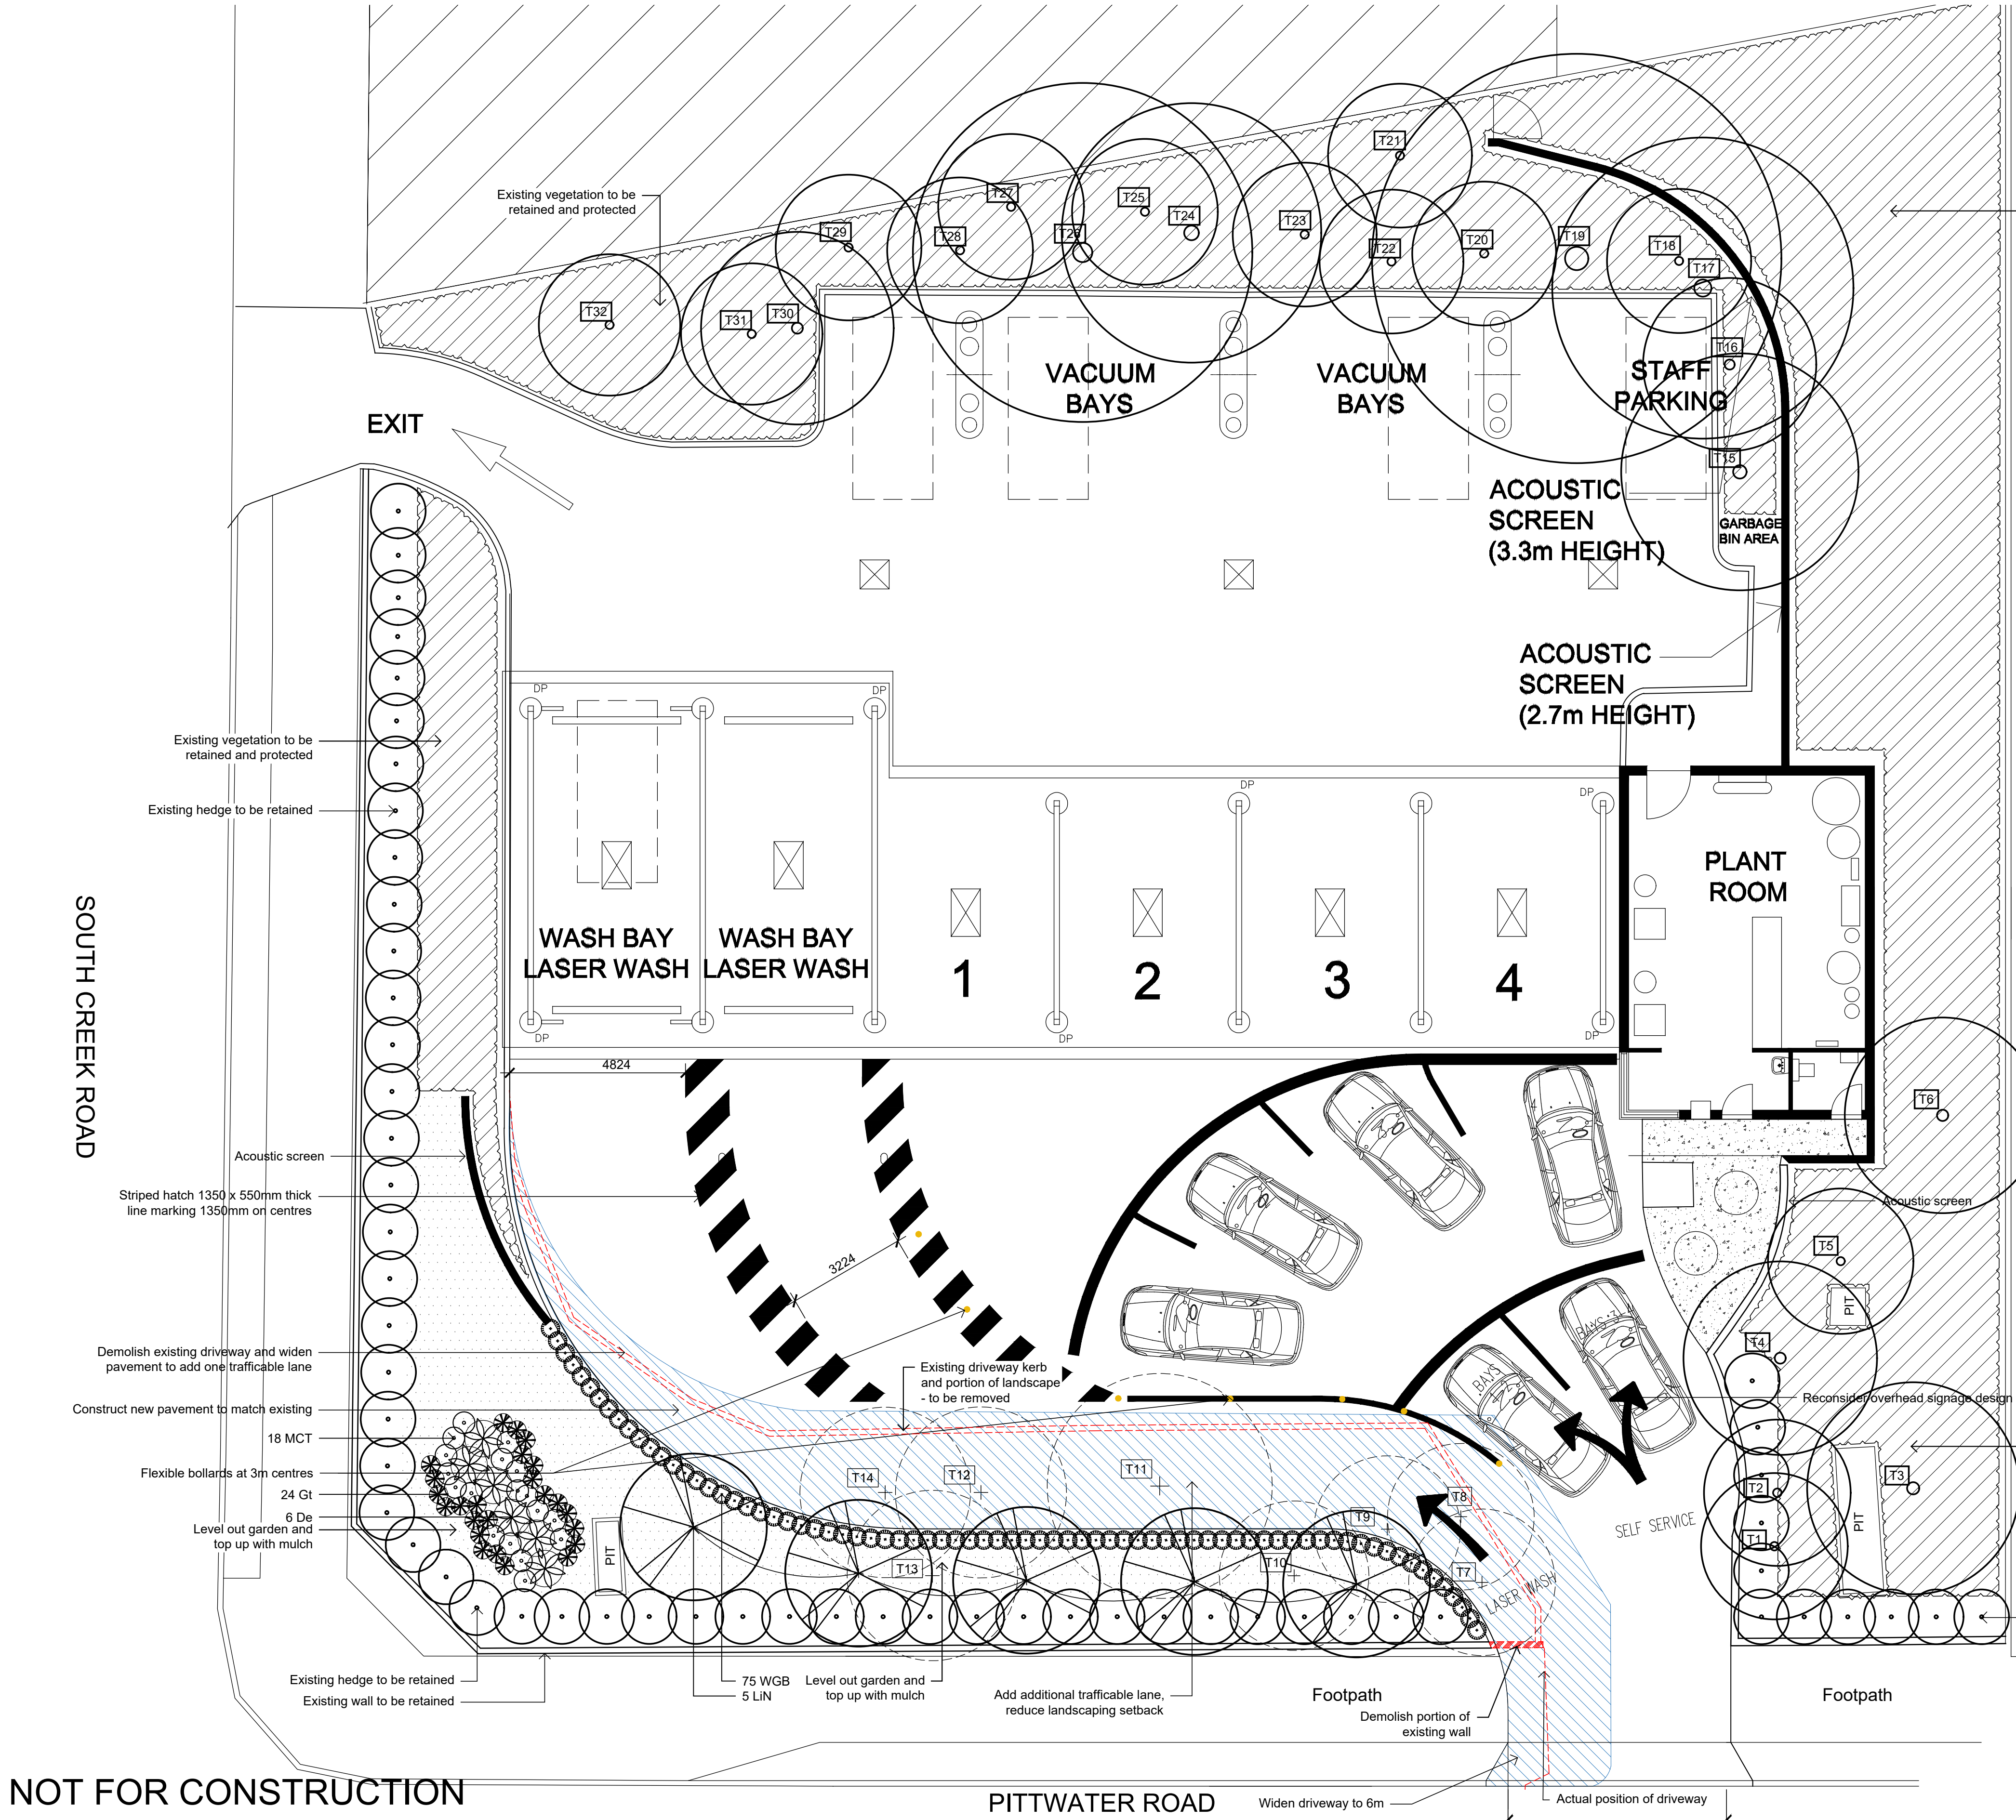 T21
T27
T25
T24
T29
T28
T26
T23
T22
T20
T19
T18
T17
Existing vegetation to be
retained and protected
T32
T31
T30
T16
VACUUM
BAYS
VACUUM
BAYS
STAFF
PARKING
EXIT
T15
ACOUSTIC
SCREEN
(3.3m HEIGHT)
GARBAGE
BIN AREA
ACOUSTIC
SCREEN
(2.7m HEIGHT)
DP
DP
Existing vegetation to be
retained and protected
Existing hedge to be retained
DP
DP
PLANT
ROOM
SOUTH CREEK ROAD
WASH BAY
LASER WASH
WASH BAY
LASER WASH
1
2
3
4
DP
DP
DP
4824
T6
Acoustic screen
Striped hatch 1350 x 550mm thick
line marking 1350mm on centres
Acoustic screen
3224
T5
PIT
BAYS
T4
Demolish existing driveway and widen
pavement to add one trafficable lane
Existing driveway kerb
and portion of landscape
- to be removed
BAYS
Reconsider overhead signage design
Construct new pavement to match existing
18 MCT
Flexible bollards at 3m centres
24 Gt
6 De
Level out garden and
top up with mulch
T14
T12
T11
T8
T9
T3
T2
T1
PIT
SELF SERVICE
PIT
T13
T10
T7
LASER WASH
Existing hedge to be retained
Existing wall to be retained
75 WGB
5 LiN
Level out garden and
top up with mulch
Add additional trafficable lane,
reduce landscaping setback
Footpath
Footpath
Demolish portion of
existing wall
NOT FOR CONSTRUCTION
PITTWATER ROAD
Widen driveway to 6m
Actual position of driveway